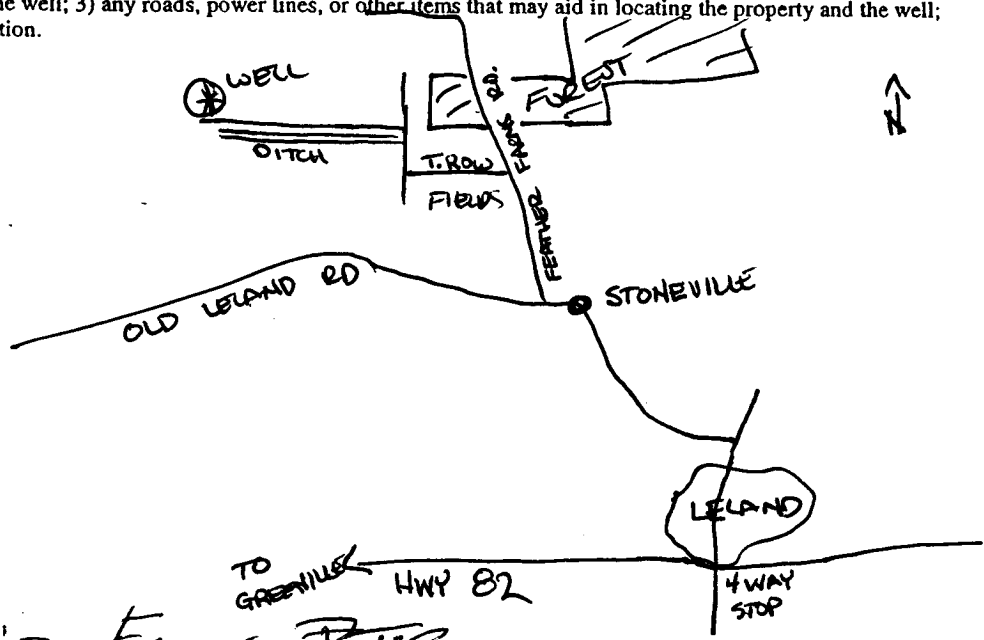 he well; 3) any roads, power lines, or other items that may aid in locating the property and the well;
tion.
WELL
DITCH
FOREST
T. ROW
FIELDS
FEATHER FARMS RD.
N
OLD LELAND RD
STONEVILLE
LELAND
TO
GREENVILLE
HWY 82
4 WAY
STOP